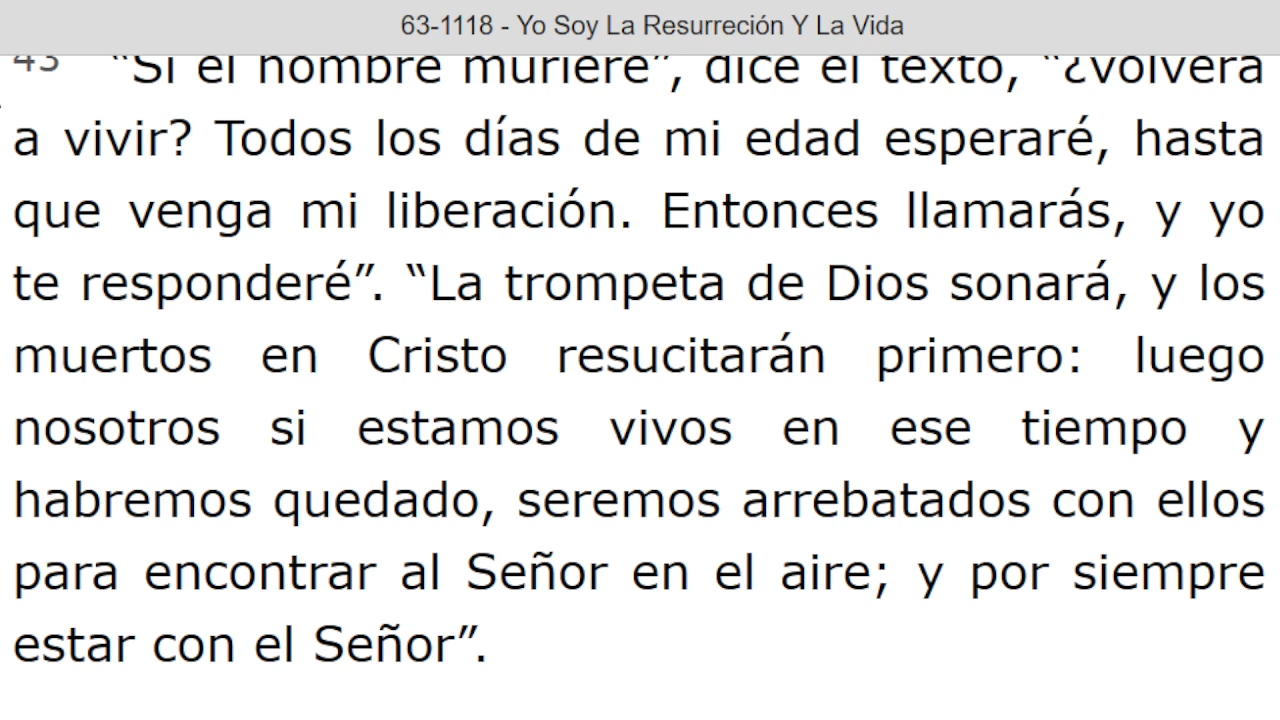 63-1118 - Yo Soy La Resurreción Y La Vida
43 “Si el hombre muriere”, dice el texto, “¿volverá
a vivir? Todos los días de mi edad esperaré, hasta
que venga mi liberación. Entonces llamarás, y yo
te responderé”. “La trompeta de Dios sonará, y los
muertos en Cristo resucitarán primero: luego
nosotros si estamos vivos en ese tiempo y
habremos quedado, seremos arrebatados con ellos
para encontrar al Señor en el aire; y por siempre
estar con el Señor”.